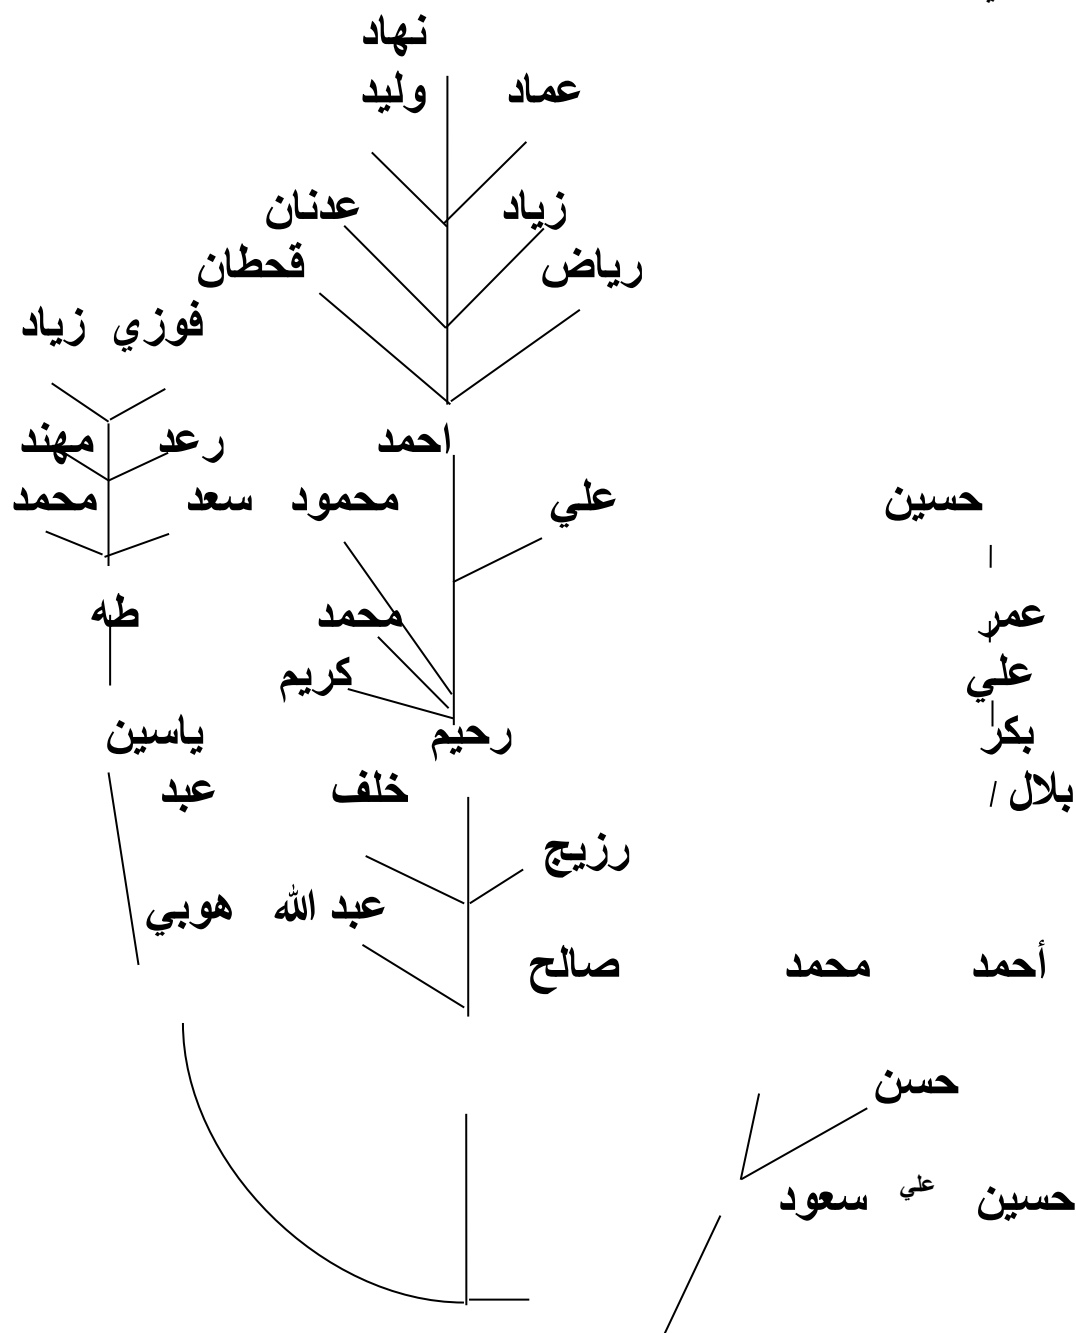 نهاد
عماد وليد
زياد عدنان
رياض قحطان
فوزي زياد
احمد رعد مهند
حسين علي محمود سعد محمد
عمر محمد طه
علي كريم
بكر رحيم ياسين
بلال خلف عبد
رزيج
عبد الله هوبي
أحمد محمد صالح
حسن
حسين علي سعود